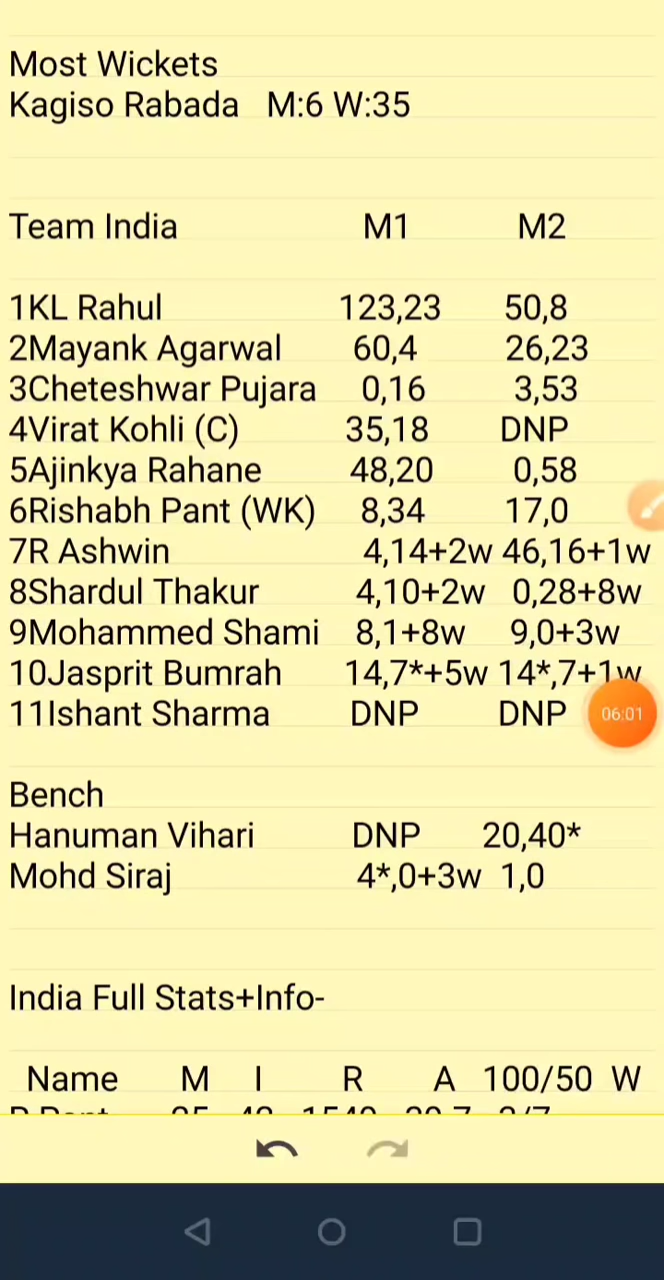 Most Wickets
Kagiso Rabada M:6 W:35
Team India M1 M2
1KL Rahul 123,23 50,8
2Mayank Agarwal 60,4 26,23
3Cheteshwar Pujara 0,16 3,53
4Virat Kohli (C) 35,18 DNP
5Ajinkya Rahane 48,20 0,58
6Rishabh Pant (WK) 8,34 17,0
7R Ashwin 4,14+2w 46,16+1w
8Shardul Thakur 4,10+2w 0,28+8w
9Mohammed Shami 8,1+8w 9,0+3w
10Jasprit Bumrah 14,7*+5w 14*,7+1w
11Ishant Sharma DNP DNP 06:01
Bench
Hanuman Vihari DNP 20,40*
Mohd Siraj 4*,0+3w 1,0
India Full Stats+Info-
Name M I R A 100/50 W